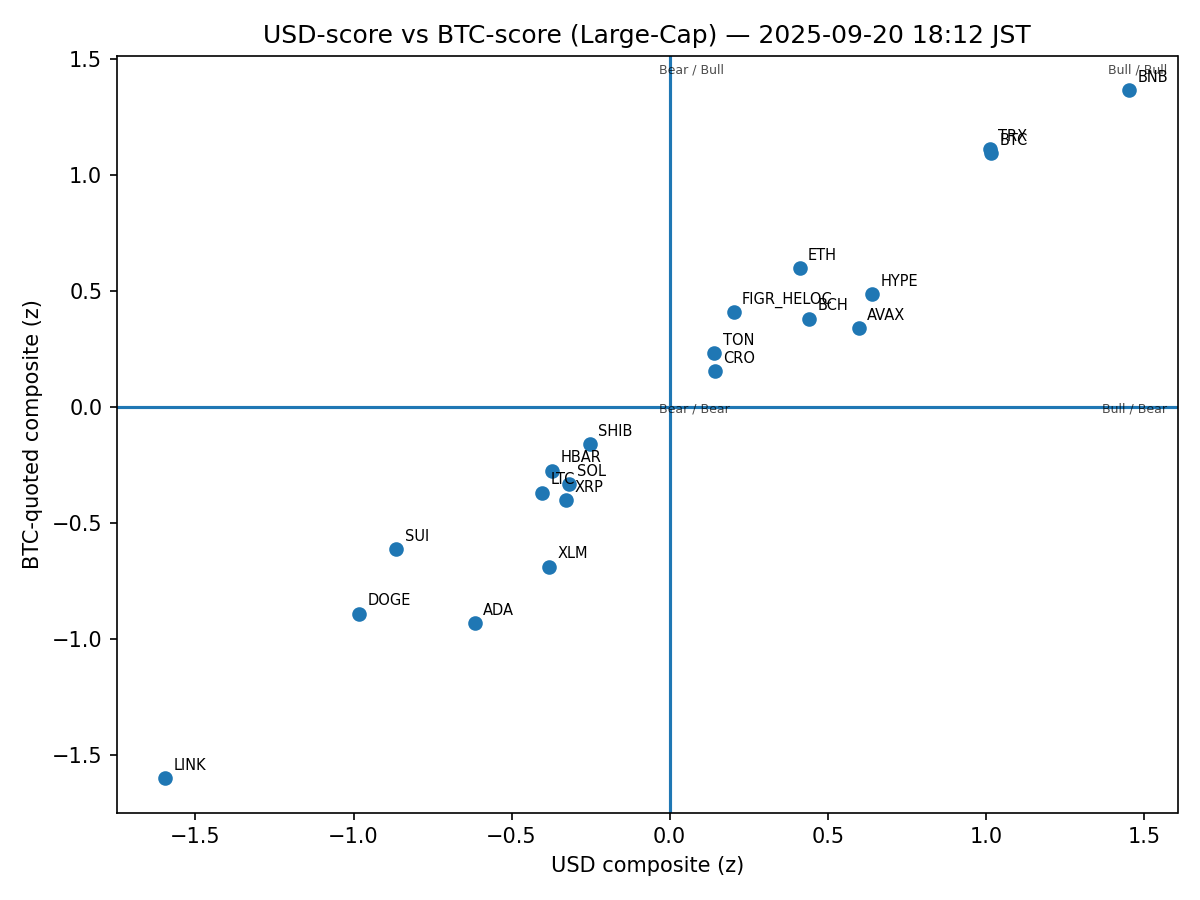 USD-score vs BTC-score (Large-Cap) — 2025-09-20 18:12 JST
Bear / Bull
Bull / Bull
BNB
TRX
BTC
ETH
HYPE
FIGR_HELOC
BCH
AVAX
TON
CRO
Bear / Bear
Bull / Bear
SHIB
HBAR
SOL
LTC
XRP
SUI
XLM
DOGE
ADA
LINK
1.5
1.0
0.5
0.0
−0.5
−1.0
−1.5
−1.5
−1.0
−0.5
0.0
0.5
1.0
1.5
BTC-quoted composite (z)
USD composite (z)